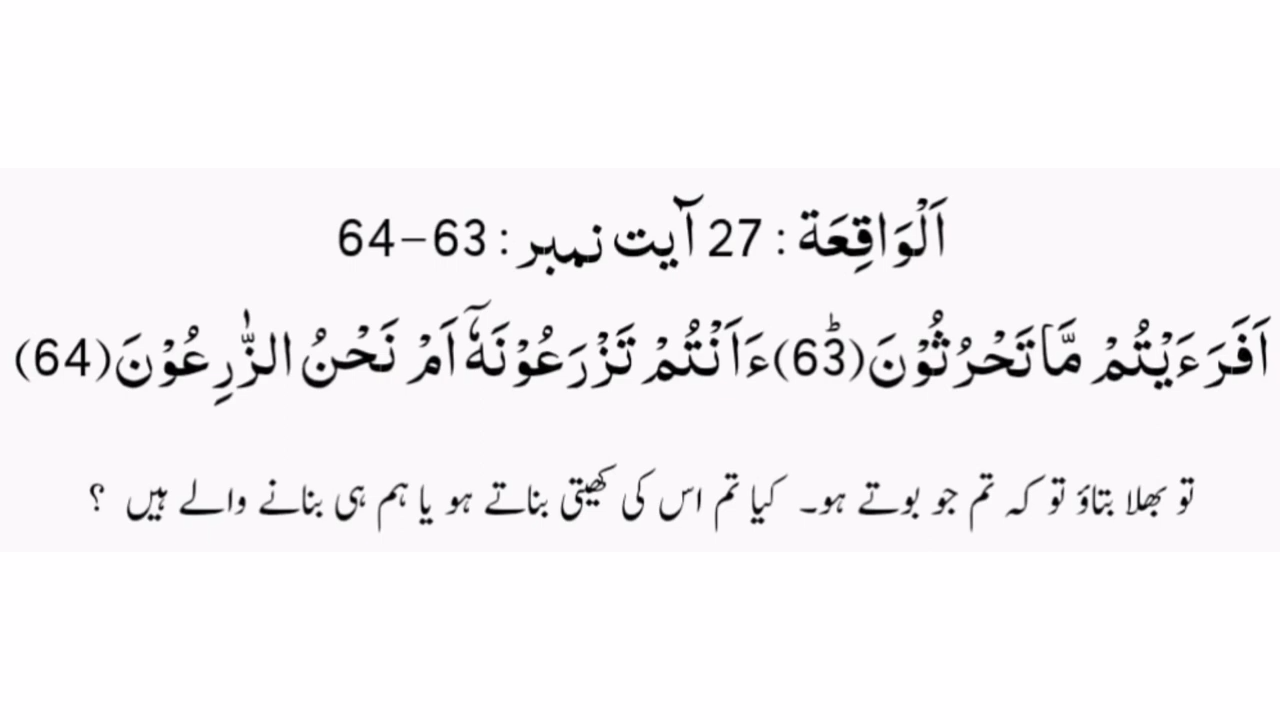 اَلْوَاقِعَة : 27 آیت نمبر : 63-64
اَفَرَءَیْتُمْ مَّا تَحْرُثُوْنَؕ(63)ءَاَنْتُمْ تَزْرَعُوْنَهٗۤ اَمْ نَحْنُ الزّٰرِعُوْنَ(64)
تو بھلا بتاؤ تو کہ تم جو بوتے ہو۔ کیا تم اس کی کھیتی بناتے ہو یا ہم ہی بنانے والے ہیں ؟